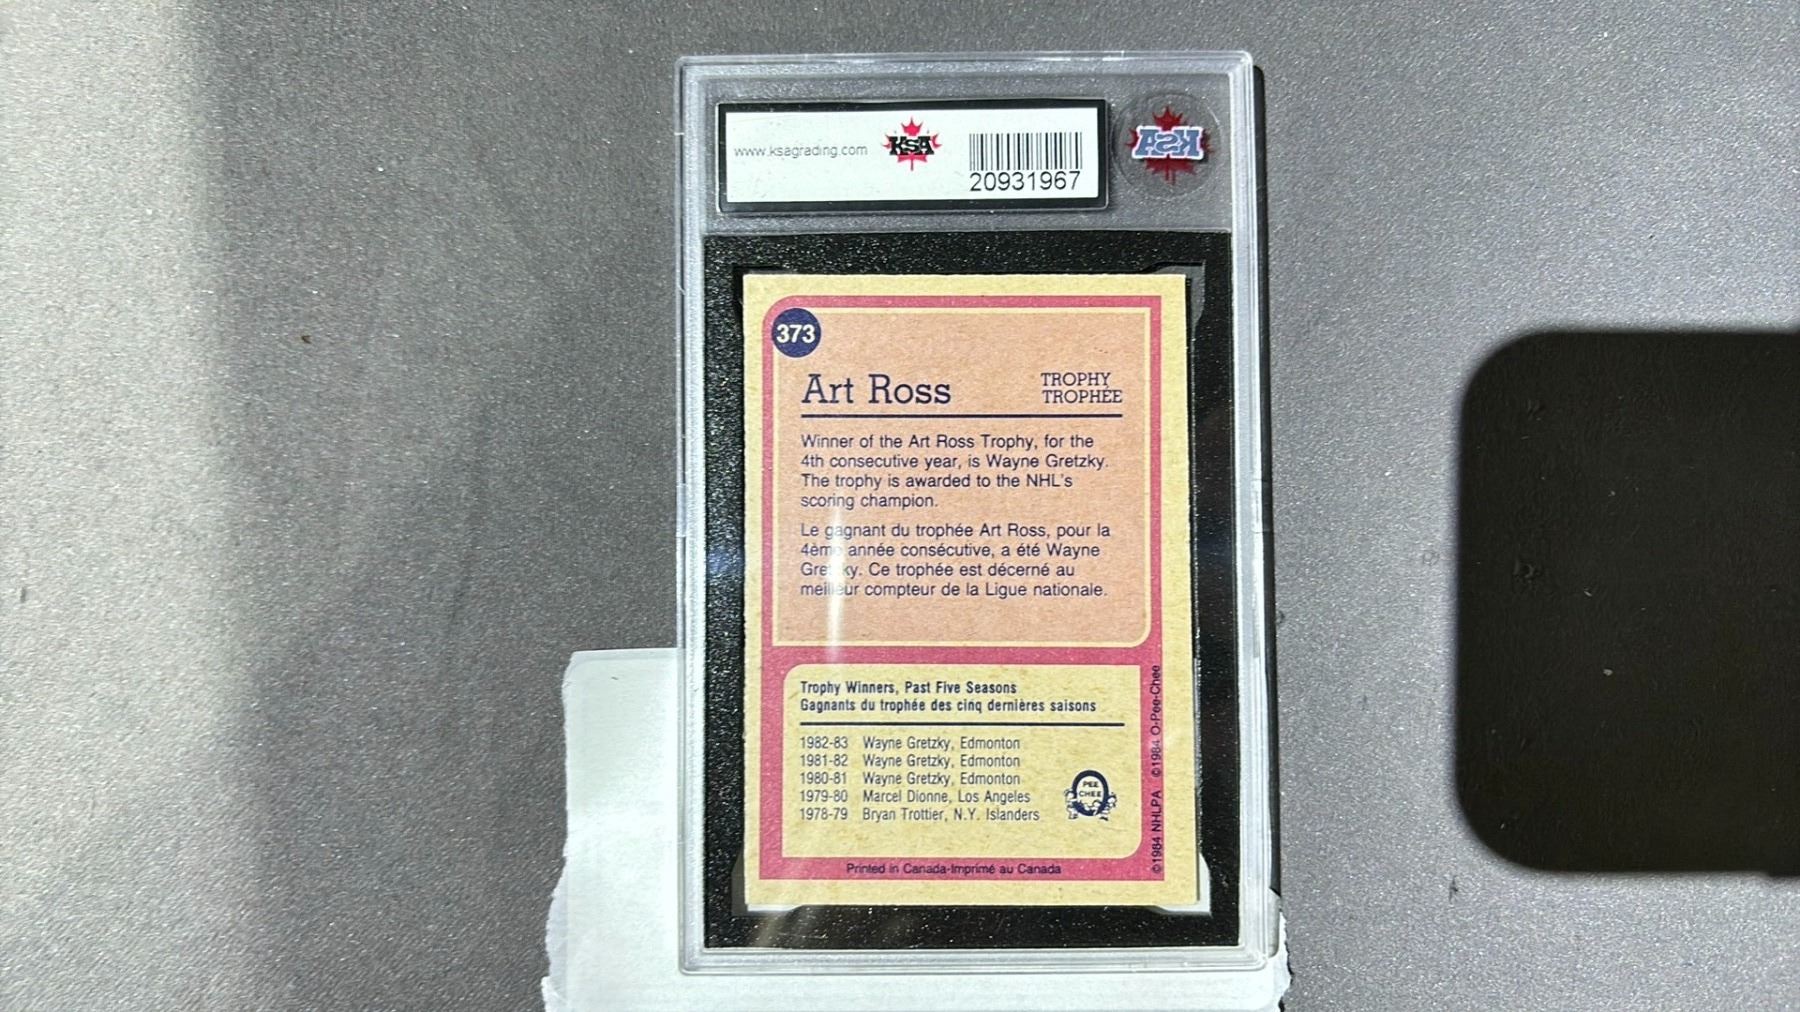 www.ksagrading.com
KSA
20931967
KSA
373
Art Ross
TROPHY
TROPHÉE
Winner of the Art Ross Trophy, for the
4th consecutive year, is Wayne Gretzky.
The trophy is awarded to the NHL's
scoring champion.
Le gagnant du trophée Art Ross, pour la
4ème année consécutive, a été Wayne
Gretzky. Ce trophée est décerné au
meilleur compteur de la Ligue nationale.
Trophy Winners, Past Five Seasons
Gagnants du trophée des cinq dernières saisons
1982-83 Wayne Gretzky, Edmonton
1981-82 Wayne Gretzky, Edmonton
1980-81 Wayne Gretzky, Edmonton
1979-80 Marcel Dionne, Los Angeles
1978-79 Bryan Trottier, N.Y. Islanders
O
PEE
CHEE
Printed in Canada-Imprimé au Canada
©1984 NHLPA ©1984 O-Pee-Chee